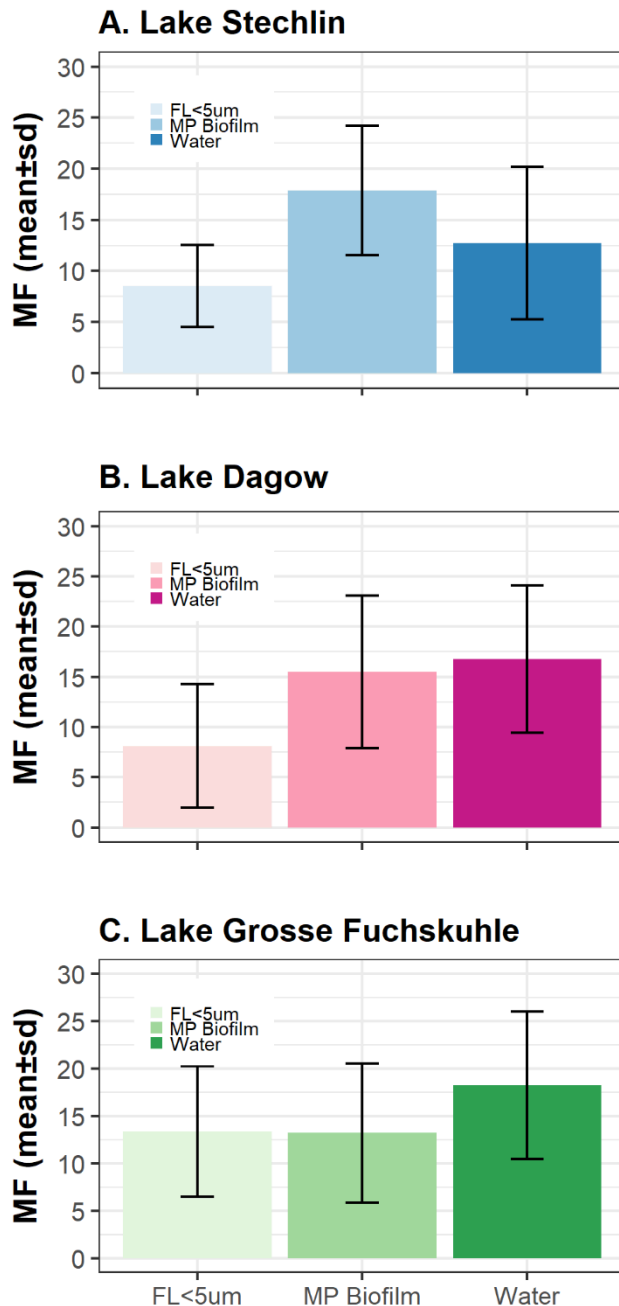 A. Lake Stechlin
MF (mean±sd)
30
25
20
15
10
5
0
FL<5um
MP Biofilm
Water
B. Lake Dagow
MF (mean±sd)
30
25
20
15
10
5
0
FL<5um
MP Biofilm
Water
C. Lake Grosse Fuchskuhle
MF (mean±sd)
30
25
20
15
10
5
0
FL<5um
MP Biofilm
Water
FL<5um MP Biofilm Water